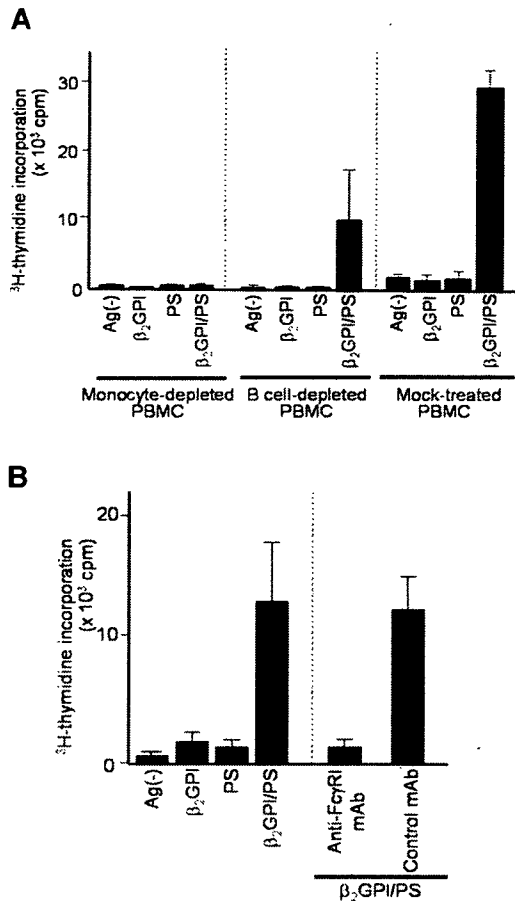 A
³H-thymidine incorporation
(x 10³ cpm)
30
20
10
0
Ag(-)
β₂GPI
PS
β₂GPI/PS
Ag(-)
β₂GPI
PS
β₂GPI/PS
Ag(-)
β₂GPI
PS
β₂GPI/PS
Monocyte-depleted
PBMC
B cell-depleted
PBMC
Mock-treated
PBMC
B
³H-thymidine incorporation
(x 10³ cpm)
20
10
0
Ag(-)
β₂GPI
PS
β₂GPI/PS
Anti-FcγRI
mAb
Control mAb
β₂GPI/PS